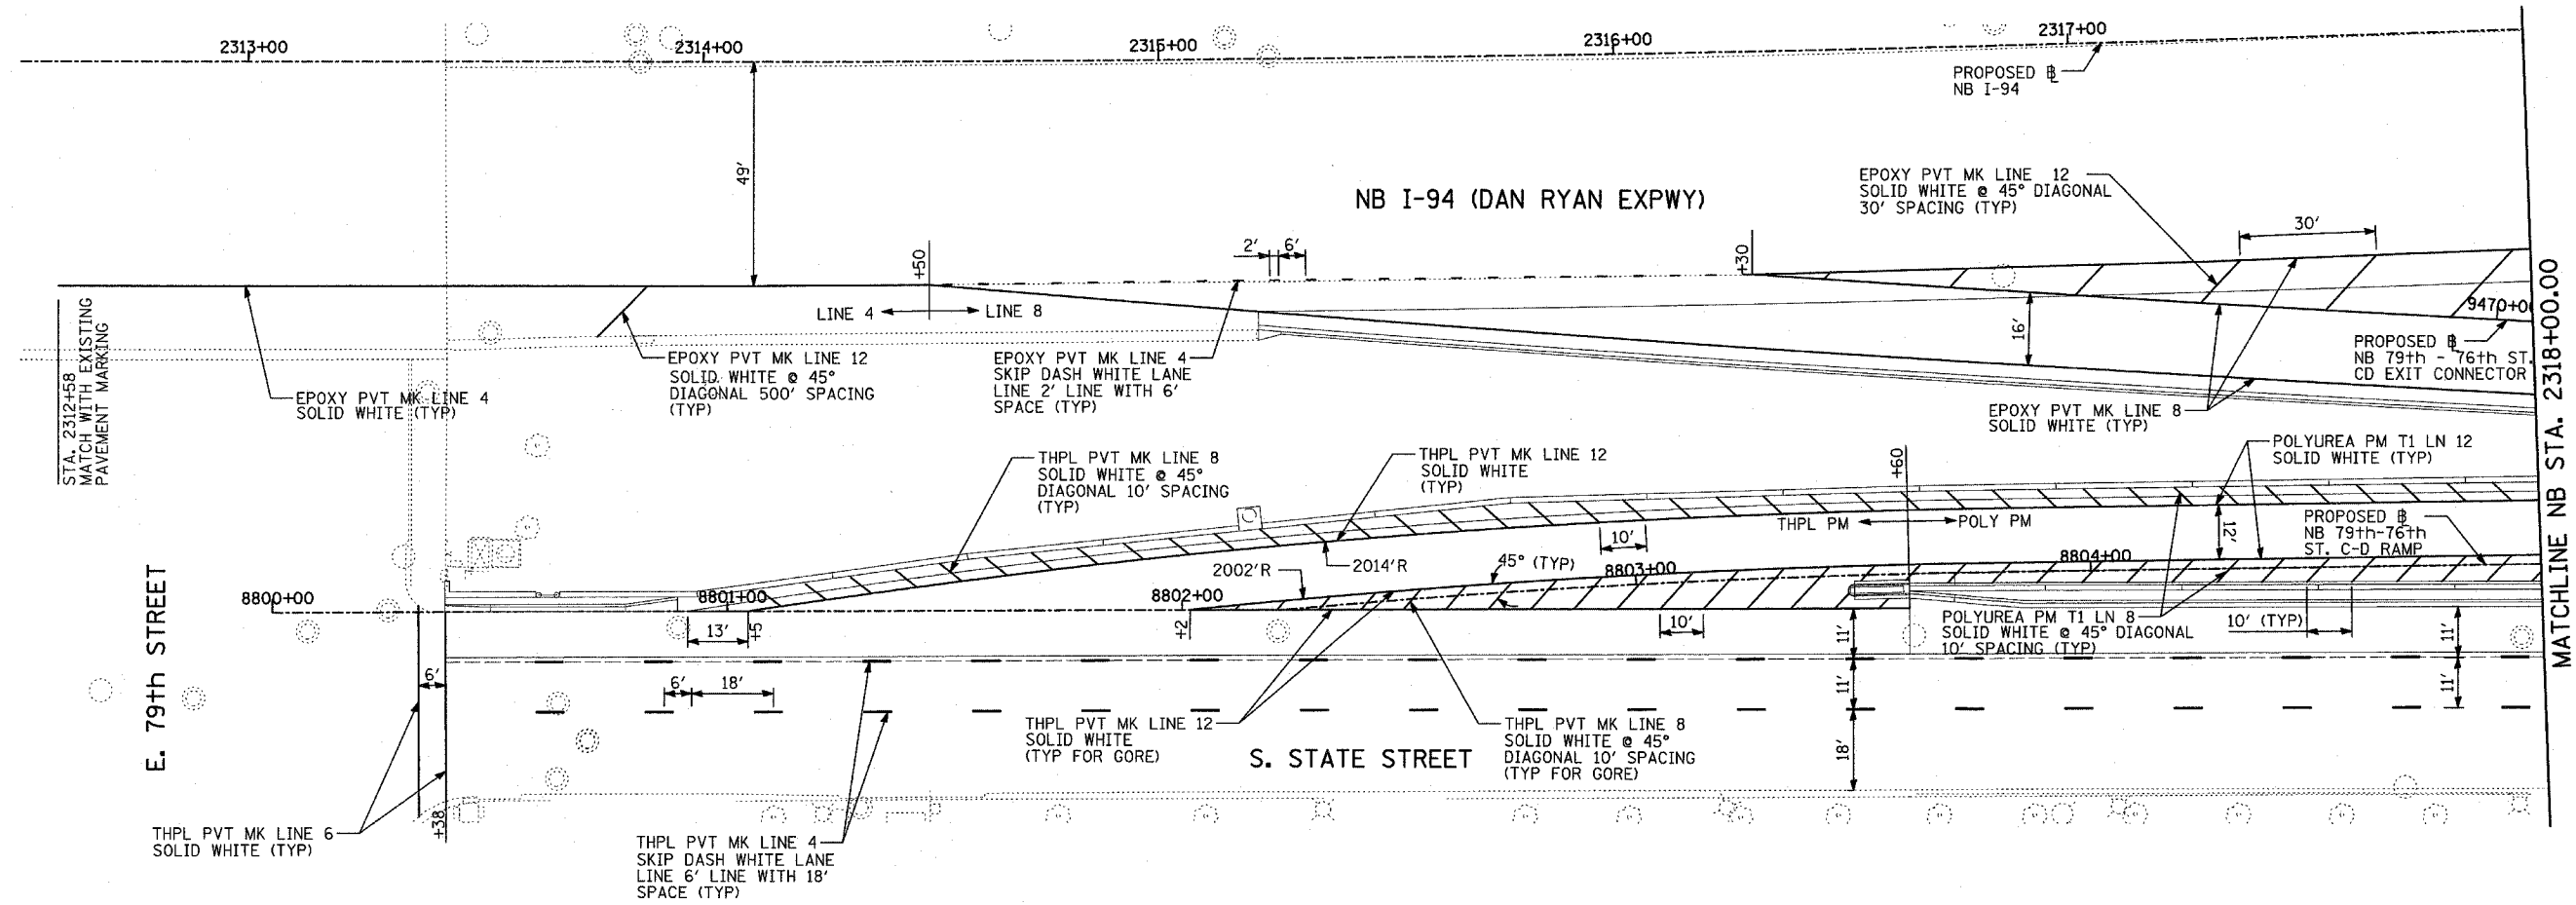 2313+00
2314+00
2315+00
2316+00
2317+00
PROPOSED B
NB I-94
49'
NB I-94 (DAN RYAN EXPWY)
EPOXY PVT MK LINE 12
SOLID WHITE @ 45° DIAGONAL
30' SPACING (TYP)
30'
+50
2'
6'
+30
LINE 4
LINE 8
16'
9470+00
PROPOSED B
NB 79th - 76th ST.
CD EXIT CONNECTOR
STA. 2312+58
MATCH WITH EXISTING
PAVEMENT MARKING
EPOXY PVT MK LINE 4
SOLID WHITE (TYP)
EPOXY PVT MK LINE 12
SOLID WHITE @ 45°
DIAGONAL 500' SPACING
(TYP)
EPOXY PVT MK LINE 4
SKIP DASH WHITE LANE
LINE 2' LINE WITH 6'
SPACE (TYP)
EPOXY PVT MK LINE 8
SOLID WHITE (TYP)
MATCHLINE NB STA. 2318+00.00
THPL PVT MK LINE 8
SOLID WHITE @ 45°
DIAGONAL 10' SPACING
(TYP)
THPL PVT MK LINE 12
SOLID WHITE
(TYP)
+60
POLYUREA PM T1 LN 12
SOLID WHITE (TYP)
THPL PM
POLY PM
10'
12'
PROPOSED B
NB 79th-76th
ST. C-D RAMP
2002'R
2014'R
45° (TYP)
8800+00
8801+00
8802+00
8803+00
8804+00
13'
+5
+2
10'
11'
POLYUREA PM T1 LN 8
SOLID WHITE @ 45° DIAGONAL
10' SPACING (TYP)
10' (TYP)
11'
E. 79th STREET
6'
6'
18'
11'
11'
THPL PVT MK LINE 12
SOLID WHITE
(TYP FOR GORE)
S. STATE STREET
THPL PVT MK LINE 8
SOLID WHITE @ 45°
DIAGONAL 10' SPACING
(TYP FOR GORE)
18'
+38
THPL PVT MK LINE 6
SOLID WHITE (TYP)
THPL PVT MK LINE 4
SKIP DASH WHITE LANE
LINE 6' LINE WITH 18'
SPACE (TYP)